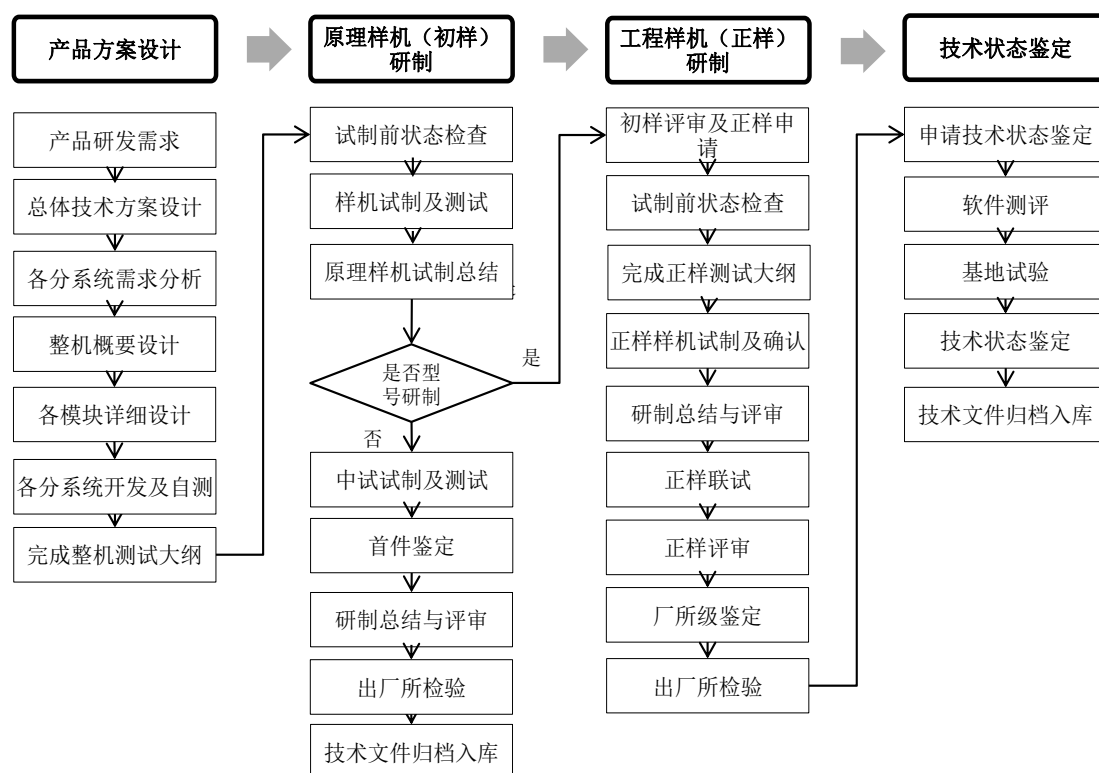 产品方案设计
原理样机（初样）
研制
工程样机（正样）
研制
技术状态鉴定
产品研发需求
总体技术方案设计
各分系统需求分析
整机概要设计
各模块详细设计
各分系统开发及自测
完成整机测试大纲
试制前状态检查
样机试制及测试
原理样机试制总结
是否型
号研制
是
否
中试试制及测试
首件鉴定
研制总结与评审
出厂所检验
技术文件归档入库
初样评审及正样申
请
试制前状态检查
完成正样测试大纲
正样样机试制及确认
研制总结与评审
正样联试
正样评审
厂所级鉴定
出厂所检验
申请技术状态鉴定
软件测评
基地试验
技术状态鉴定
技术文件归档入库